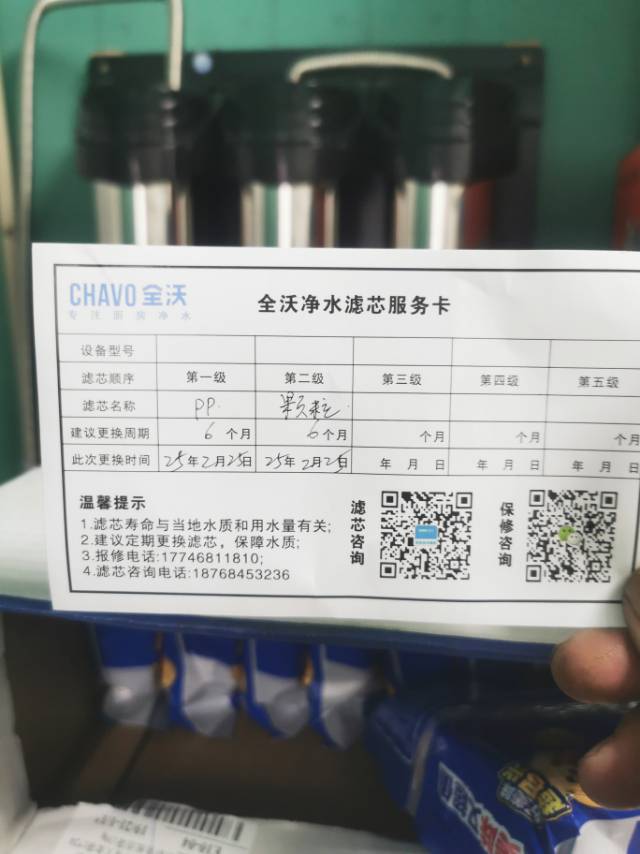 CHAVO 全沃
专注厨房净水
全沃净水滤芯服务卡
设备型号
滤芯顺序 第一级 第二级 第三级 第四级 第五级
滤芯名称 PP. 颗粒.
建议更换周期 6 个月 6 个月 个月 个月 个月
此次更换时间 25年2月25日 25年2月25日 年 月 日 年 月 日 年 月 日
温馨提示
1.滤芯寿命与当地水质和用水量有关;
2.建议定期更换滤芯，保障水质;
3.报修电话:17746811810;
4.滤芯咨询电话:18768453236
滤芯咨询
保修咨询